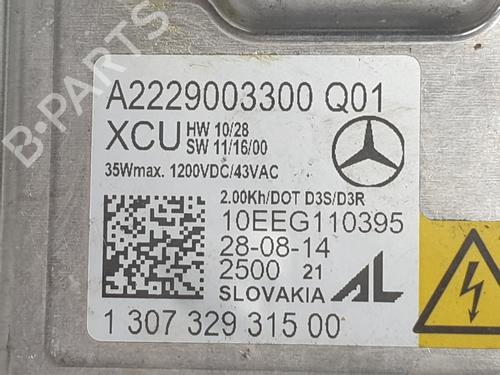 B-PARTS
A2229003300 Q01
XCU HW 10/28
SW 11/16/00
35Wmax. 1200VDC/43VAC
2.00Kh/DOT D3S/D3R
10EEG110395
28-08-14
2500 21
SLOVAKIA AL
1 307 329 315 00